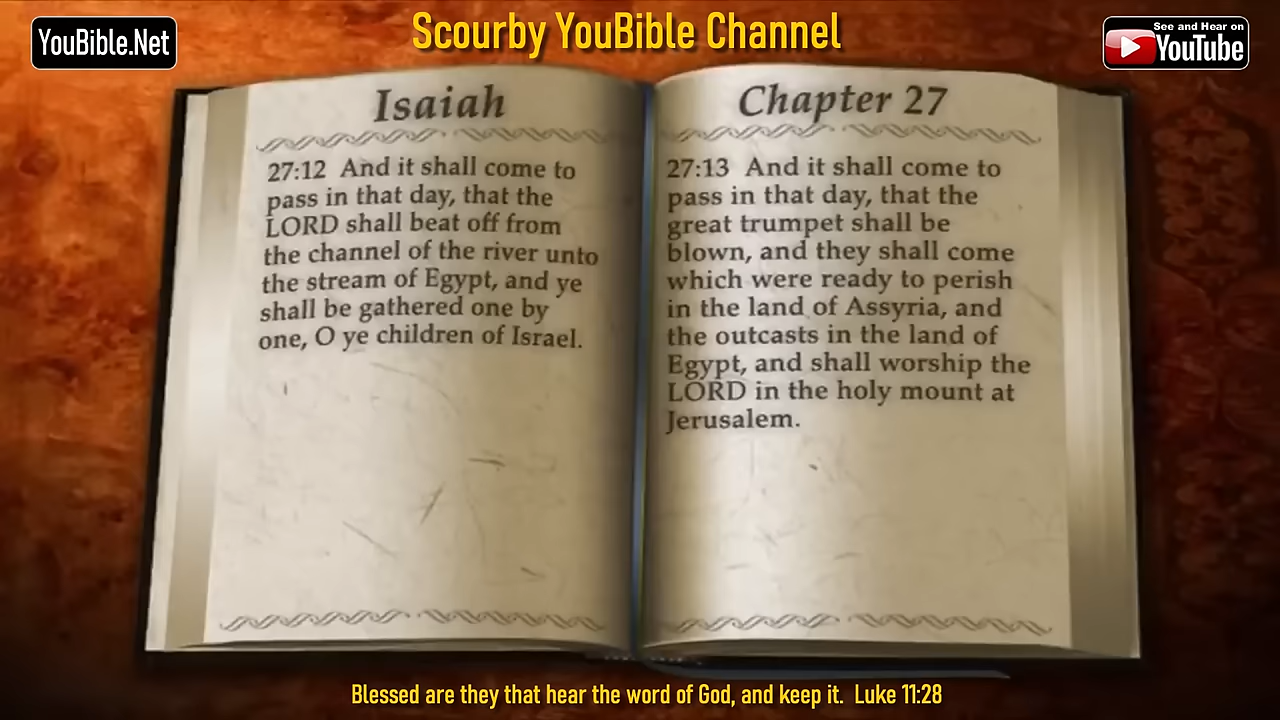 YouBible.Net
Scourby YouBible Channel
See and Hear on
YouTube
Isaiah
27:12 And it shall come to
pass in that day, that the
LORD shall beat off from
the channel of the river unto
the stream of Egypt, and ye
shall be gathered one by
one, O ye children of Israel.
Chapter 27
27:13 And it shall come to
pass in that day, that the
great trumpet shall be
blown, and they shall come
which were ready to perish
in the land of Assyria, and
the outcasts in the land of
Egypt, and shall worship the
LORD in the holy mount at
Jerusalem.
Blessed are they that hear the word of God, and keep it. Luke 11:28